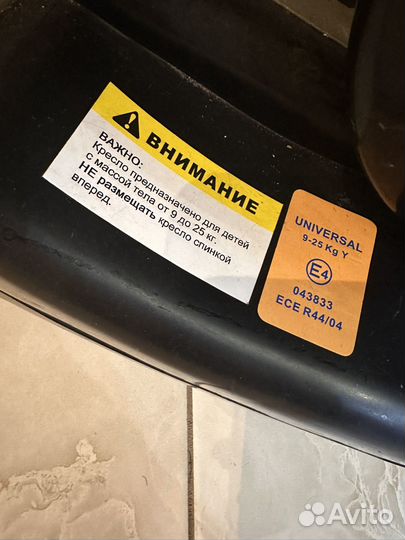 ВНИМАНИЕ
ВАЖНО:
Кресло предназначено для детей
с массой тела от 9 до 25 кг.
НЕ размещать кресло спинкой
вперед.
UNIVERSAL
9-25 Kg Y
E4
043833
ECE R44/04
Avito